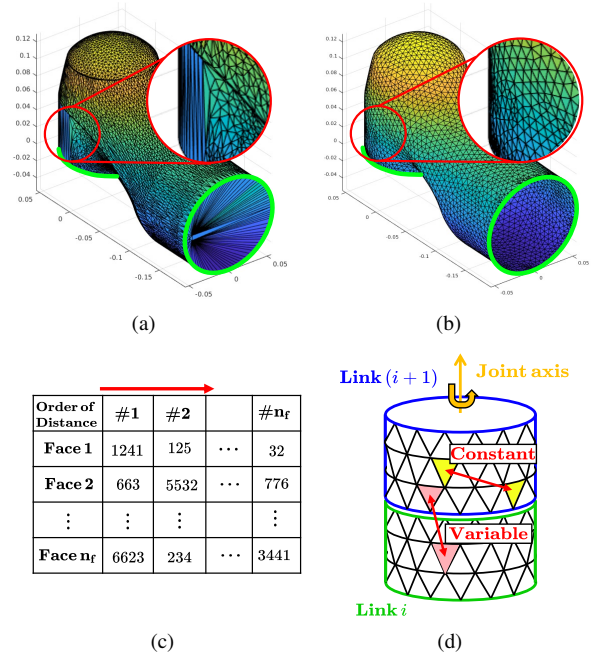 0.12
0.1
0.08
0.06
0.04
0.02
0
-0.02
-0.04
0.05
0
-0.05
-0.1
-0.15
-0.05
0
0.05
(a)
0.12
0.1
0.08
0.06
0.04
0.02
0
-0.02
-0.04
0.05
0
-0.05
-0.1
-0.15
-0.05
0
0.05
(b)
Order of Distance #1 #2 #n_f
Face 1 1241 125 ⋯ 32
Face 2 663 5532 ⋯ 776
⋮ ⋮ ⋮ ⋮
Face n_f 6623 234 ⋯ 3441
(c)
Link (i + 1)
Joint axis
Constant
Variable
Link i
(d)